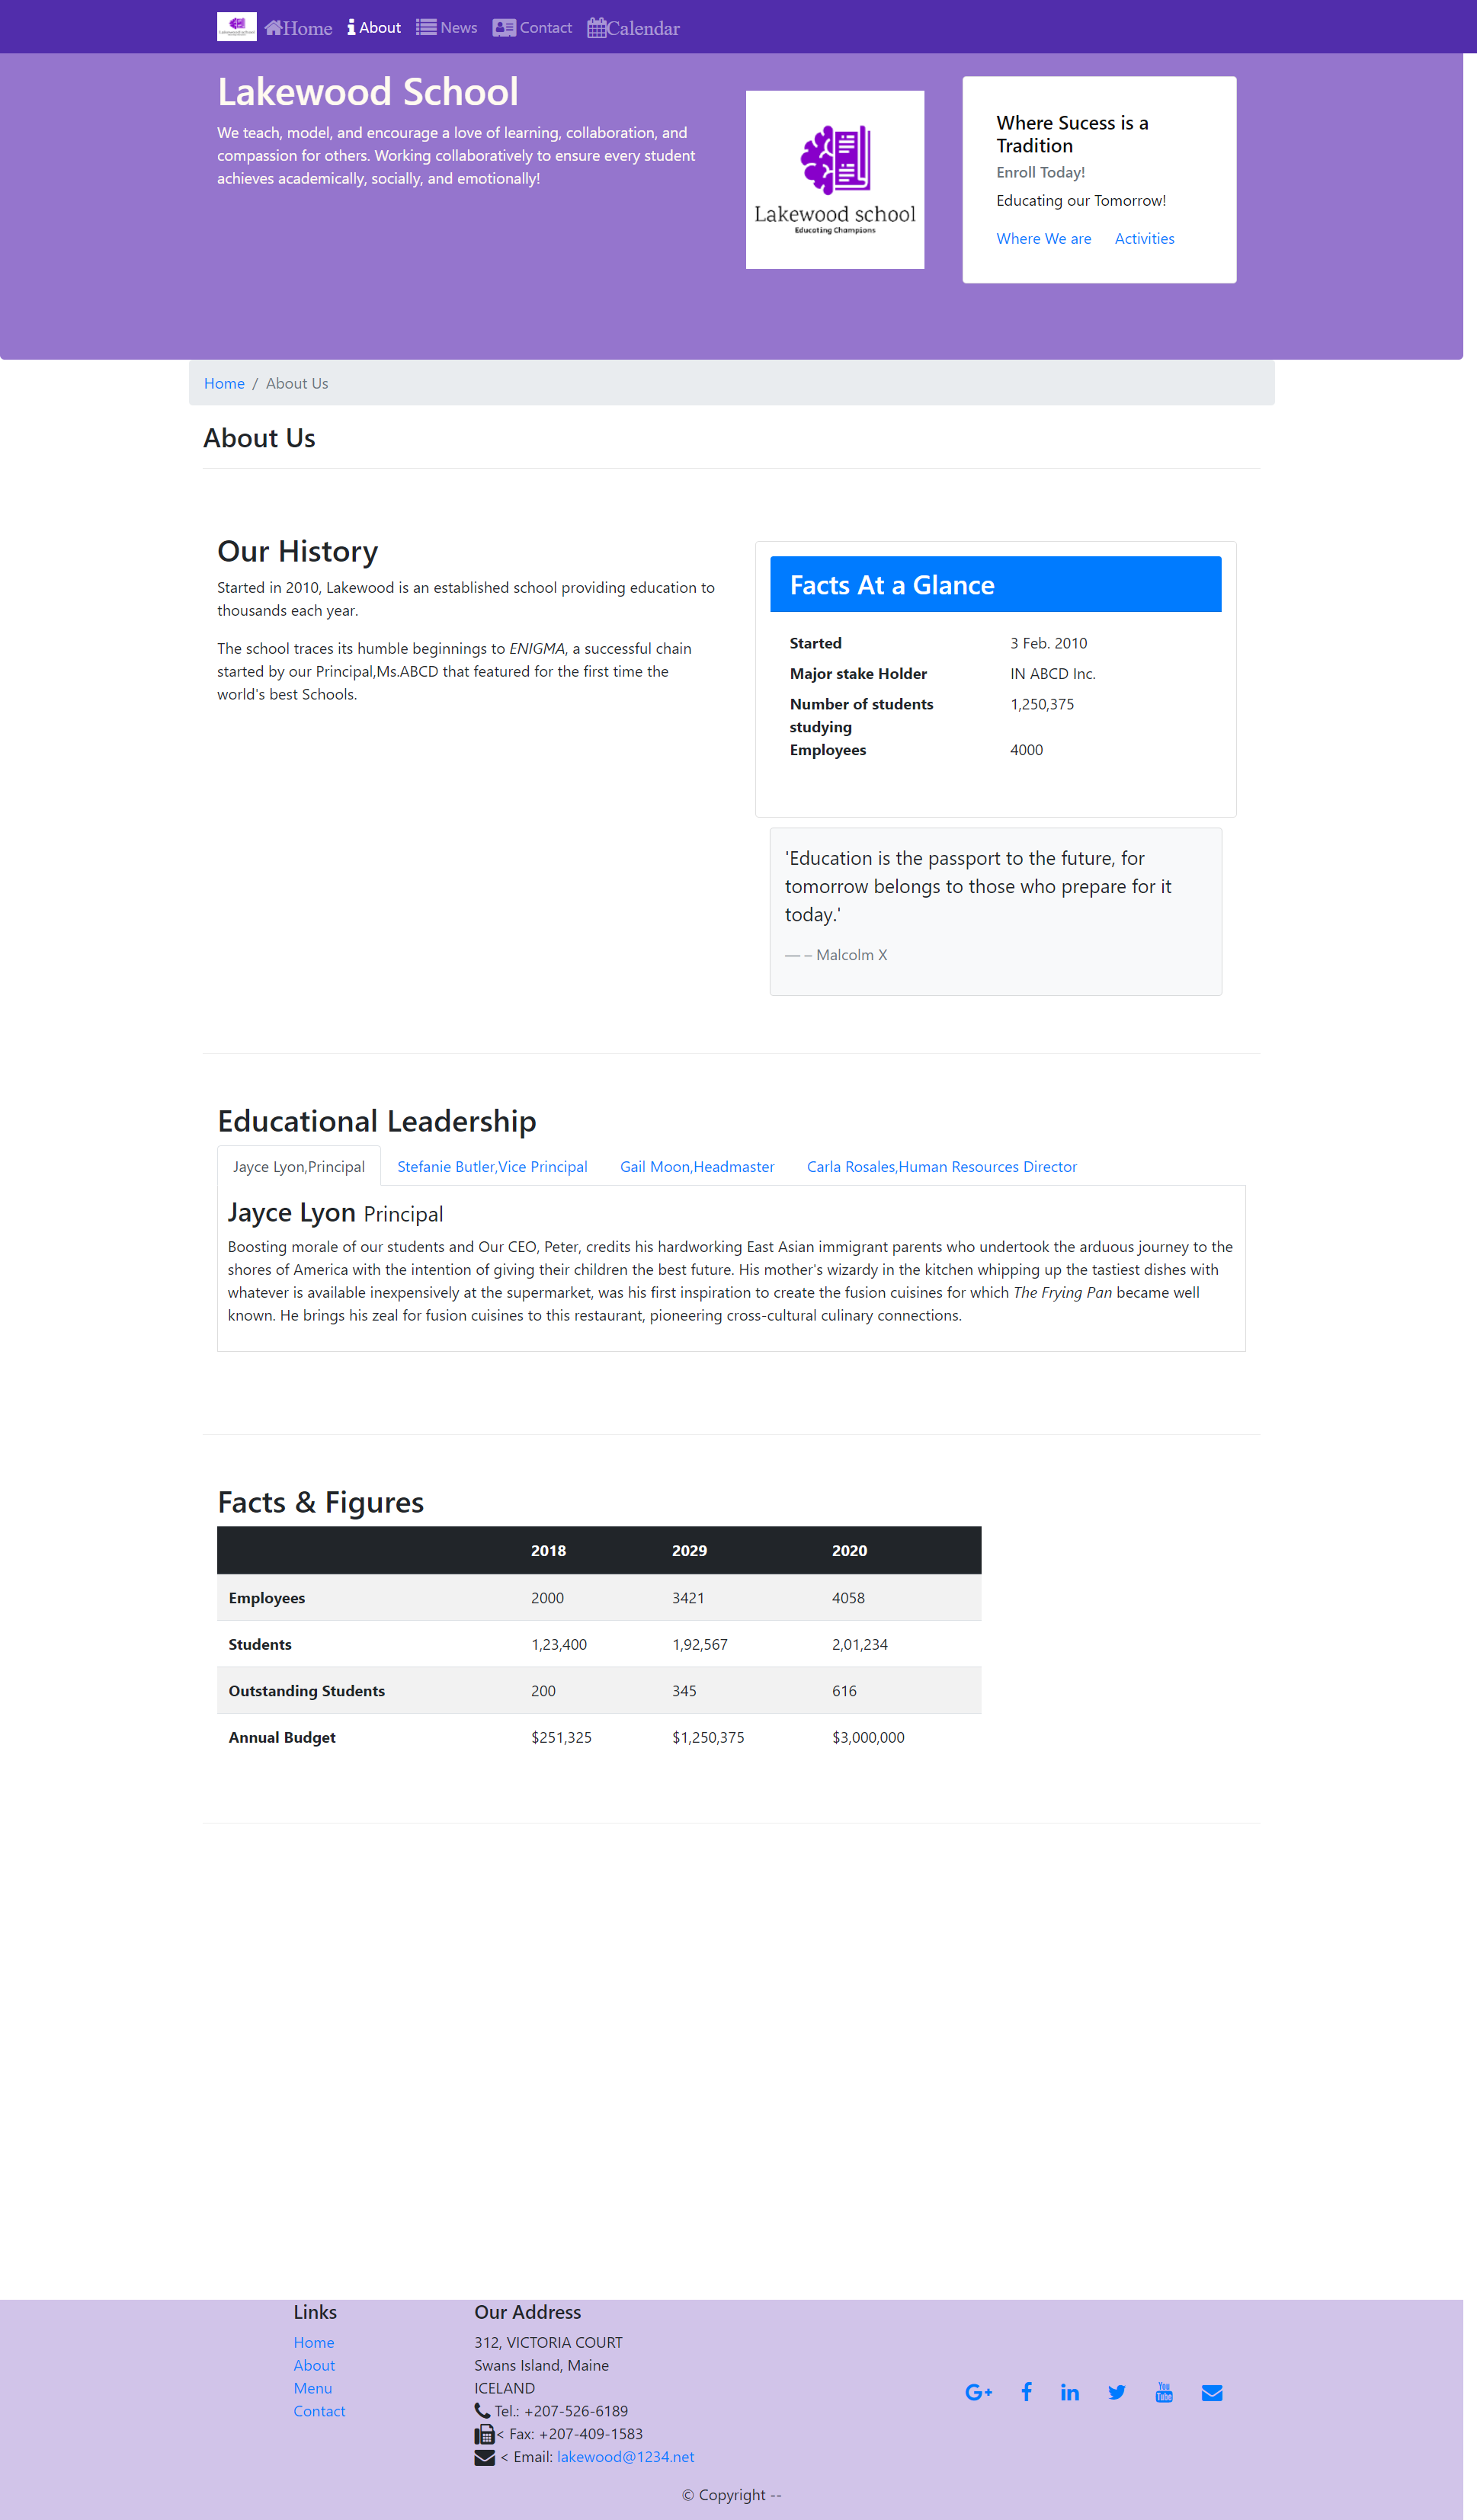 Home About News Contact Calendar
Lakewood School
We teach, model, and encourage a love of learning, collaboration, and
compassion for others. Working collaboratively to ensure every student
achieves academically, socially, and emotionally!
Lakewood school
Educating Champions
Where Sucess is a
Tradition
Enroll Today!
Educating our Tomorrow!
Where We are Activities
Home / About Us
About Us
Our History
Started in 2010, Lakewood is an established school providing education to
thousands each year.
The school traces its humble beginnings to ENIGMA, a successful chain
started by our Principal,Ms.ABCD that featured for the first time the
world's best Schools.
Facts At a Glance
Started 3 Feb. 2010
Major stake Holder IN ABCD Inc.
Number of students 1,250,375
studying
Employees 4000
'Education is the passport to the future, for
tomorrow belongs to those who prepare for it
today.'
— – Malcolm X
Educational Leadership
Jayce Lyon,Principal Stefanie Butler,Vice Principal Gail Moon,Headmaster Carla Rosales,Human Resources Director
Jayce Lyon Principal
Boosting morale of our students and Our CEO, Peter, credits his hardworking East Asian immigrant parents who undertook the arduous journey to the
shores of America with the intention of giving their children the best future. His mother's wizardry in the kitchen whipping up the tastiest dishes with
whatever is available inexpensively at the supermarket, was his first inspiration to create the fusion cuisines for which The Frying Pan became well
known. He brings his zeal for fusion cuisines to this restaurant, pioneering cross-cultural culinary connections.
Facts & Figures
2018 2029 2020
Employees 2000 3421 4058
Students 1,23,400 1,92,567 2,01,234
Outstanding Students 200 345 616
Annual Budget $251,325 $1,250,375 $3,000,000
Links
Home
About
Menu
Contact
Our Address
312, VICTORIA COURT
Swans Island, Maine
ICELAND
Tel.: +207-526-6189
< Fax: +207-409-1583
< Email: lakewood@1234.net
G+ f in You Tube
© Copyright --